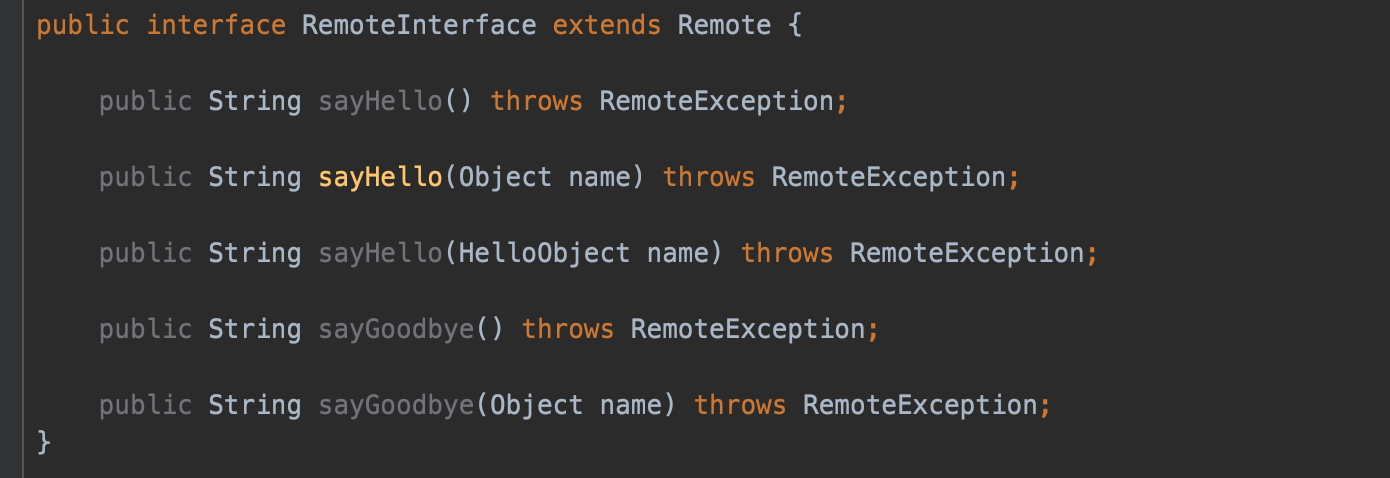 public interface RemoteInterface extends Remote {
public String sayHello() throws RemoteException;
public String sayHello(Object name) throws RemoteException;
public String sayHello(HelloObject name) throws RemoteException;
public String sayGoodbye() throws RemoteException;
public String sayGoodbye(Object name) throws RemoteException;
}